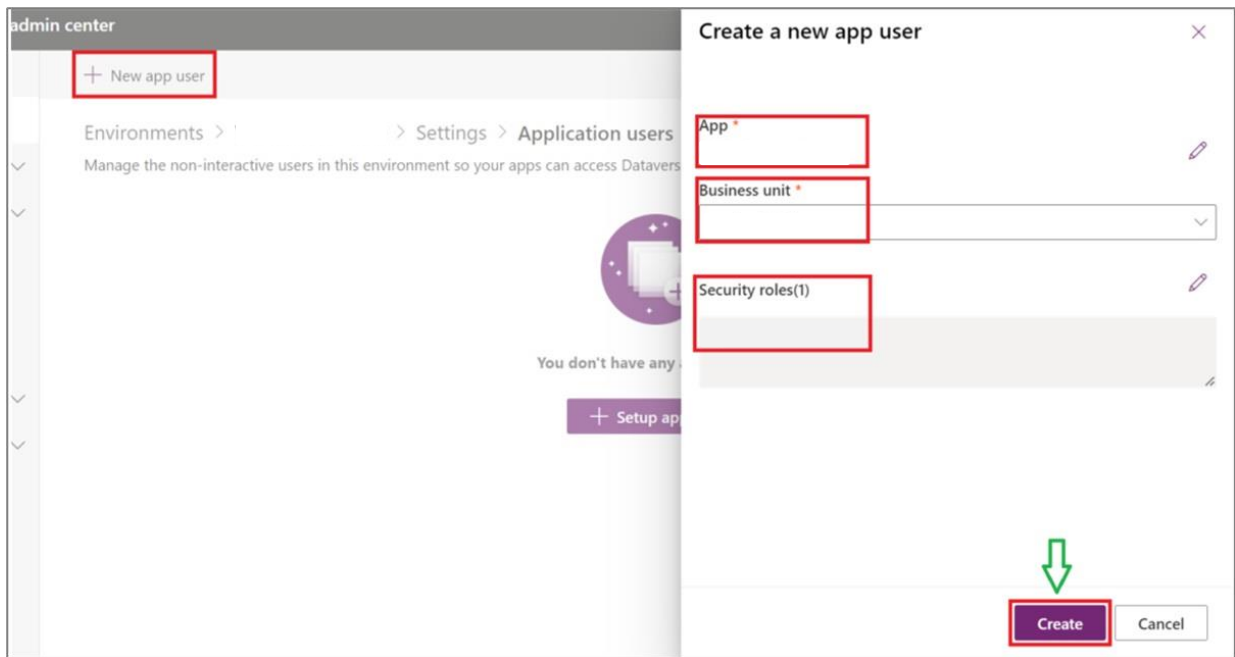 admin center
+ New app user
Environments > > Settings > Application users
Manage the non-interactive users in this environment so your apps can access
You don't have any
+ Setup
Create a new app user
App *
Business unit *
Security roles(1)
Create
Cancel